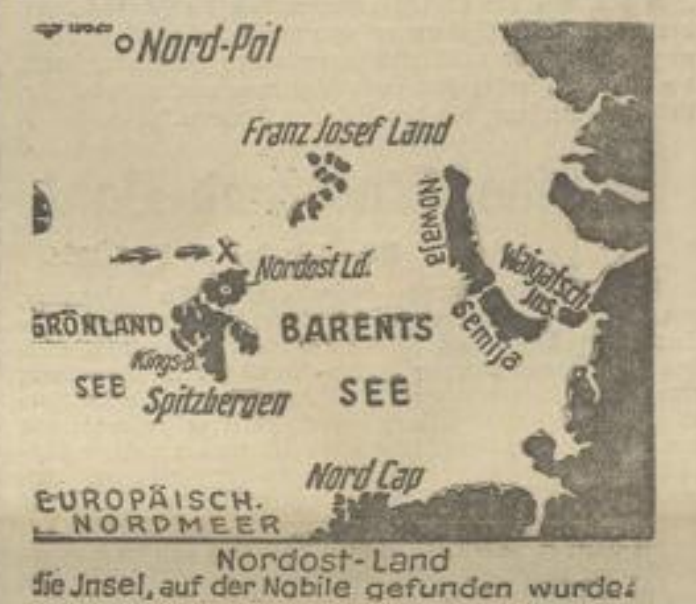 Nord-Pol
Franz Josef Land
Nowaja
Semlja
Waigatsch
Jns.
X
Nordost Ld.
GRÖNLAND
SEE
BARENTS
SEE
Kings-B.
Spitzbergen
Nord Cap
EUROPÄISCH.
NORDMEER
Nordost-Land
die Jnsel, auf der Nobile gefunden wurde.